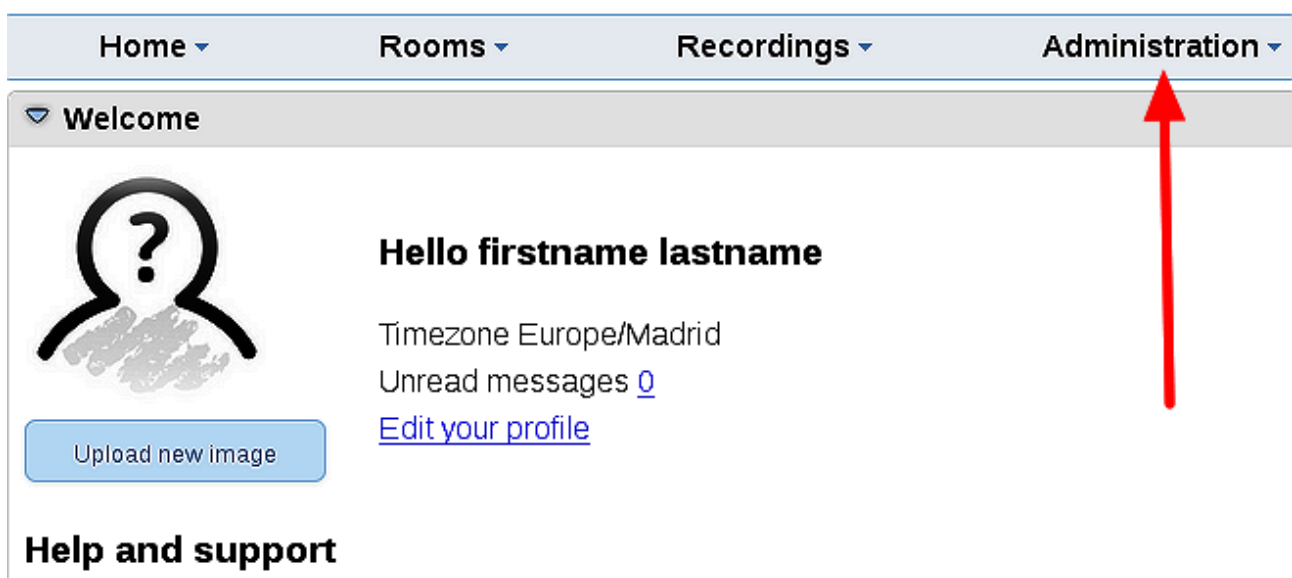 Home Rooms Recordings Administration
Welcome
?
Hello firstname lastname
Timezone Europe/Madrid
Unread messages 0
Edit your profile
Upload new image
Help and support